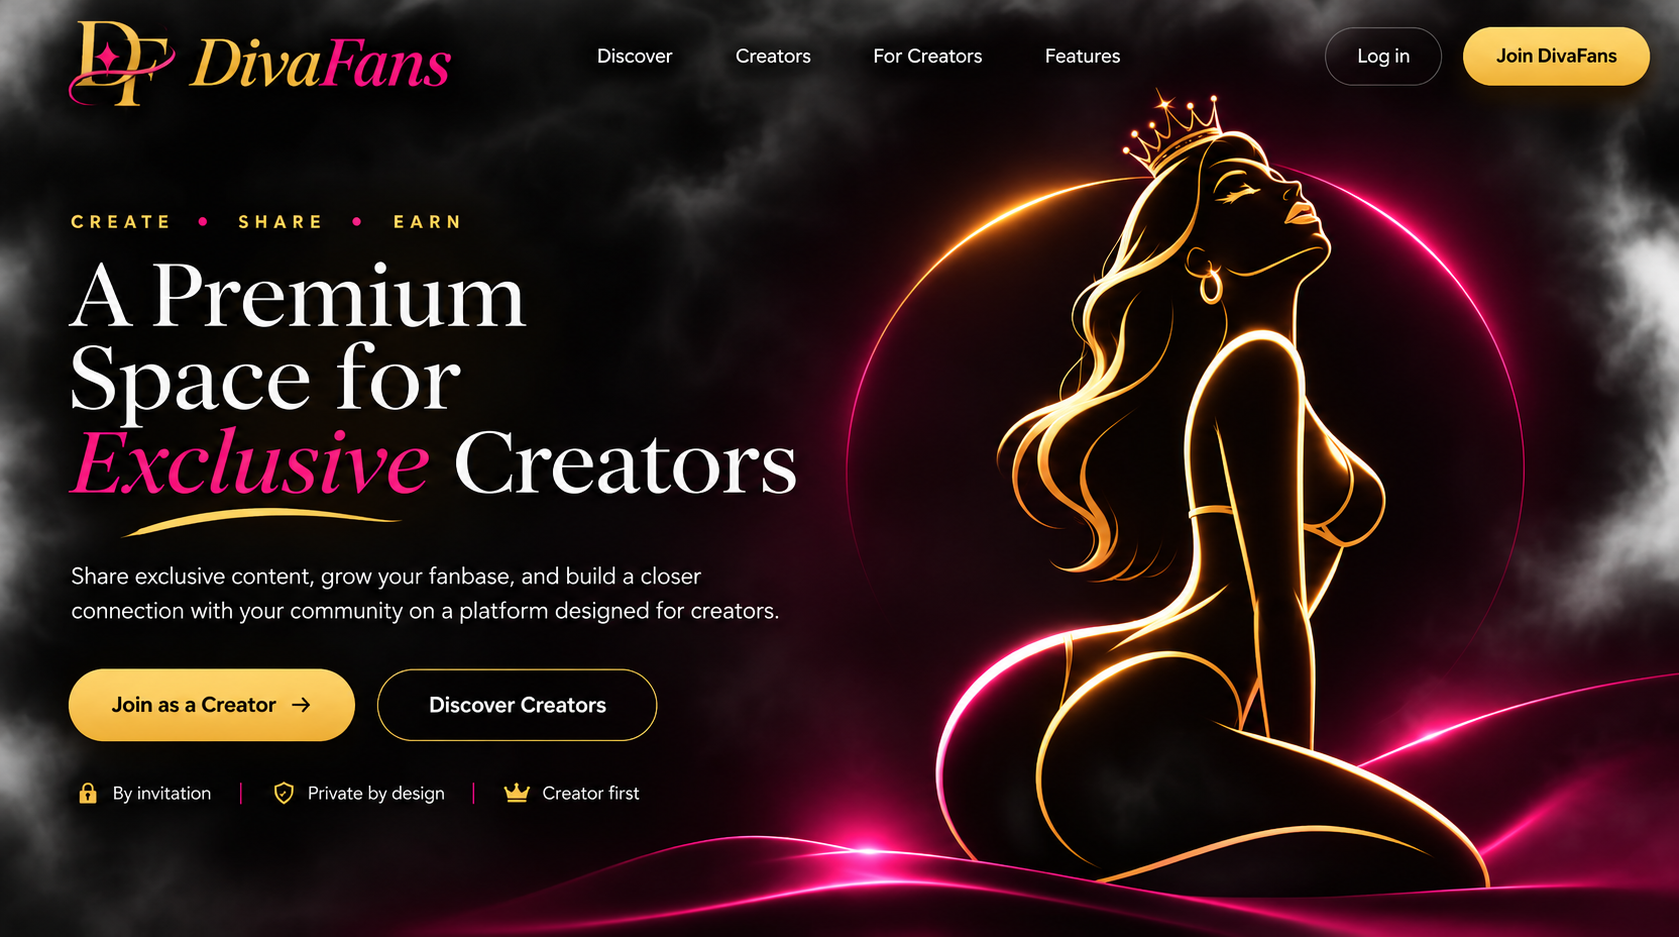 DF DivaFans
Discover
Creators
For Creators
Features
Log in
Join DivaFans
CREATE • SHARE • EARN
A Premium
Space for
Exclusive Creators
Share exclusive content, grow your fanbase, and build a closer
connection with your community on a platform designed for creators.
Join as a Creator →
Discover Creators
By invitation | Private by design | Creator first